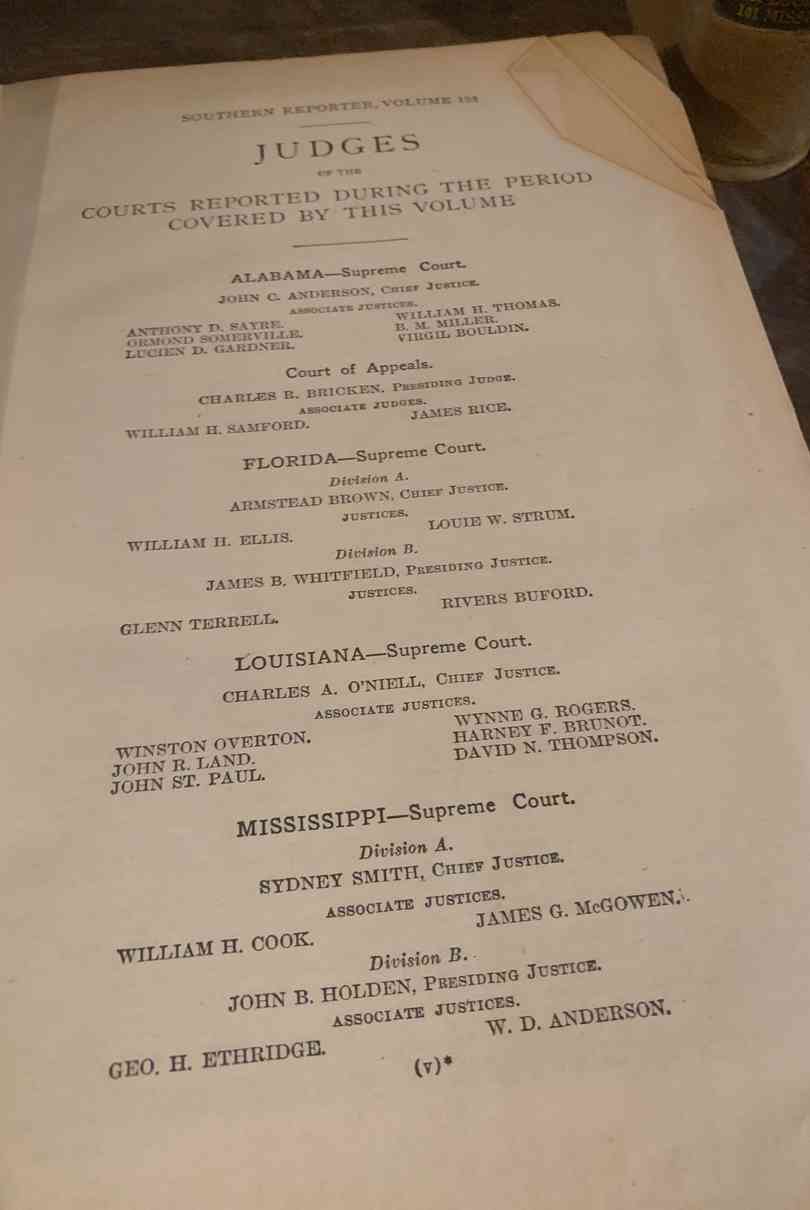 SOUTHERN REPORTER, VOLUME
JUDGES
OF THE
COURTS REPORTED DURING THE PERIOD
COVERED BY THIS VOLUME
ALABAMA—Supreme Court.
JOHN C. ANDERSON, CHIEF JUSTICE.
ASSOCIATE JUSTICES.
ANTHONY D. SAYRE. WILLIAM H. THOMAS.
ORMOND SOMERVILLE. B. M. MILLER.
LUCIEN D. GARDNER. VIRGIL BOULDIN.
Court of Appeals.
CHARLES R. BRICKEN, PRESIDING JUDGE.
ASSOCIATE JUDGES.
WILLIAM H. SAMFORD. JAMES RICE.
FLORIDA—Supreme Court.
Division A.
ARMSTEAD BROWN, CHIEF JUSTICE.
JUSTICES.
WILLIAM H. ELLIS. LOUIE W. STRUM.
Division B.
JAMES B. WHITFIELD, PRESIDING JUSTICE.
JUSTICES.
GLENN TERRELL. RIVERS BUFORD.
LOUISIANA—Supreme Court.
CHARLES A. O'NIELL, CHIEF JUSTICE.
ASSOCIATE JUSTICES.
WINSTON OVERTON. WYNNE G. ROGERS.
JOHN R. LAND. HARNEY F. BRUNOT.
JOHN ST. PAUL. DAVID N. THOMPSON.
MISSISSIPPI—Supreme Court.
Division A.
SYDNEY SMITH, CHIEF JUSTICE.
ASSOCIATE JUSTICES.
WILLIAM H. COOK. JAMES G. McGOWEN.
Division B.
JOHN B. HOLDEN, PRESIDING JUSTICE.
ASSOCIATE JUSTICES.
GEO. H. ETHRIDGE. W. D. ANDERSON.
(v)*